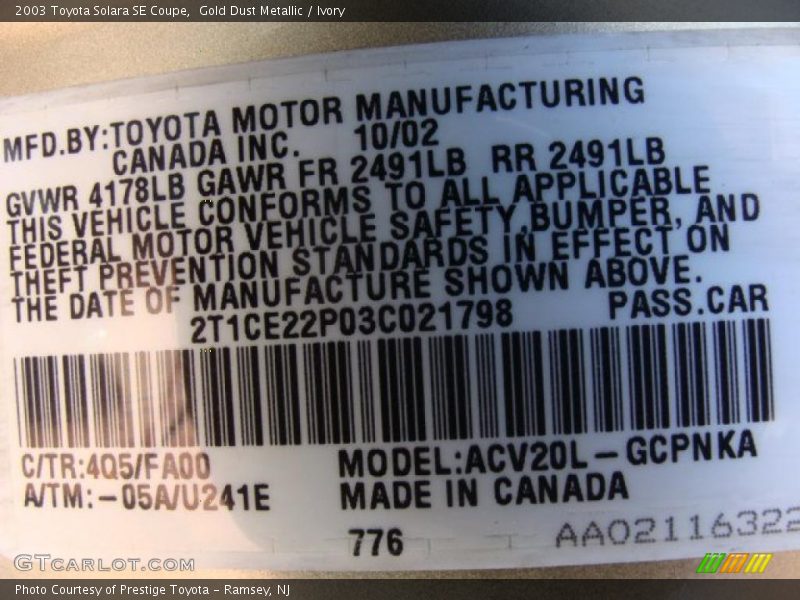 2003 Toyota Solara SE Coupe,  Gold Dust Metallic / Ivory
MFD.BY:TOYOTA MOTOR MANUFACTURING
CANADA INC. 10/02
GVWR 4178LB GAWR FR 2491LB RR 2491LB
THIS VEHICLE CONFORMS TO ALL APPLICABLE
FEDERAL MOTOR VEHICLE SAFETY,BUMPER, AND
THEFT PREVENTION STANDARDS IN EFFECT ON
THE DATE OF MANUFACTURE SHOWN ABOVE.
2T1CE22P03C021798 PASS.CAR
C/TR:4Q5/FA00 MODEL:ACV20L-GCPNKA
A/TM:-05A/U241E MADE IN CANADA
776 AA02116322
GTCARLOT.COM
Photo Courtesy of Prestige Toyota - Ramsey, NJ